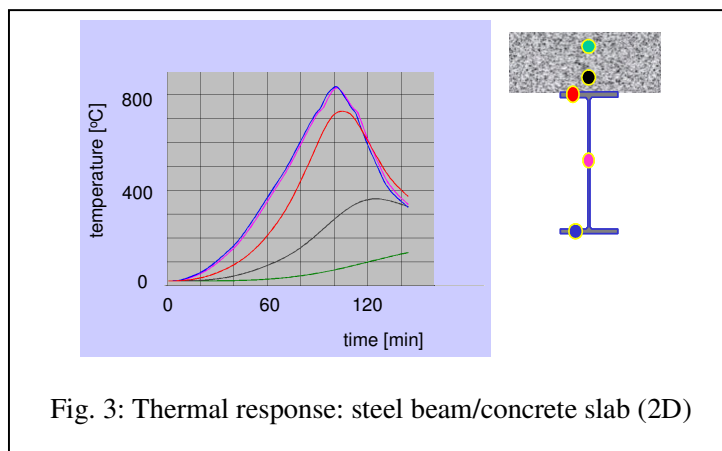 800
temperature [ºC]
400
0
0 60 120
time [min]
Fig. 3: Thermal response: steel beam/concrete slab (2D)